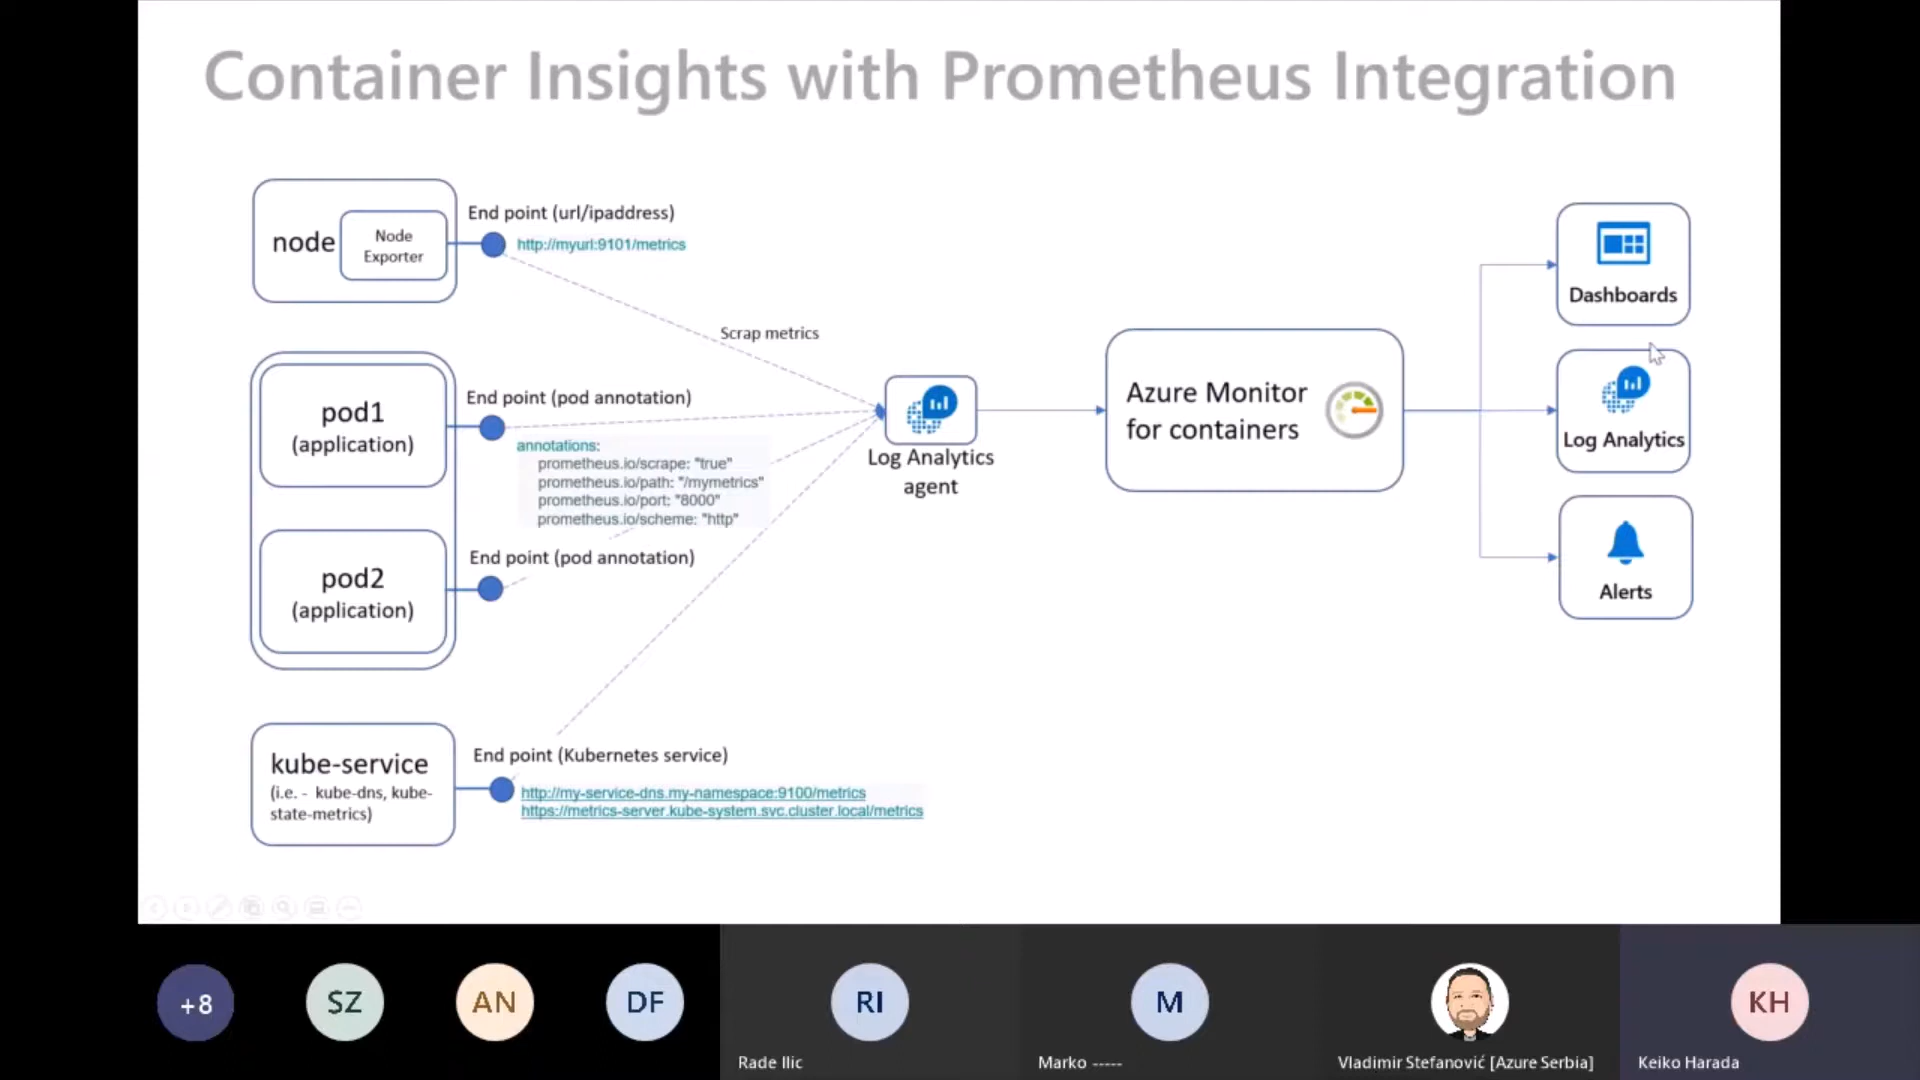 Container Insights with Prometheus Integration
node
Node
Exporter
End point (url/ipaddress)
http://myurl:9101/metrics
Scrap metrics
pod1
(application)
End point (pod annotation)
annotations:
prometheus.io/scrape: "true"
prometheus.io/path: "/mymetrics"
prometheus.io/port: "8000"
prometheus.io/scheme: "http"
pod2
(application)
End point (pod annotation)
kube-service
(i.e. - kube-dns, kube-
state-metrics)
End point (Kubernetes service)
http://my-service-dns.my-namespace:9100/metrics
https://metrics-server.kube-system.svc.cluster.local/metrics
Log Analytics
agent
Azure Monitor
for containers
Dashboards
Log Analytics
Alerts
+8
SZ
AN
DF
RI
Rade Ilic
M
Marko -----
Vladimir Stefanović [Azure Serbia]
KH
Keiko Harada